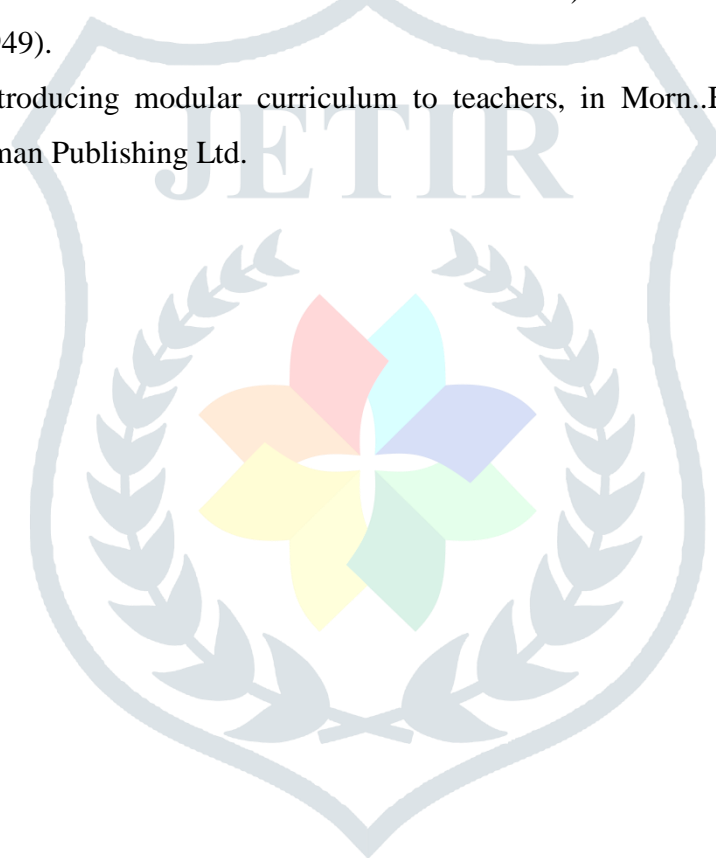 949).
troducing modular curriculum to teachers, in Morn..
man Publishing Ltd.
JETIR